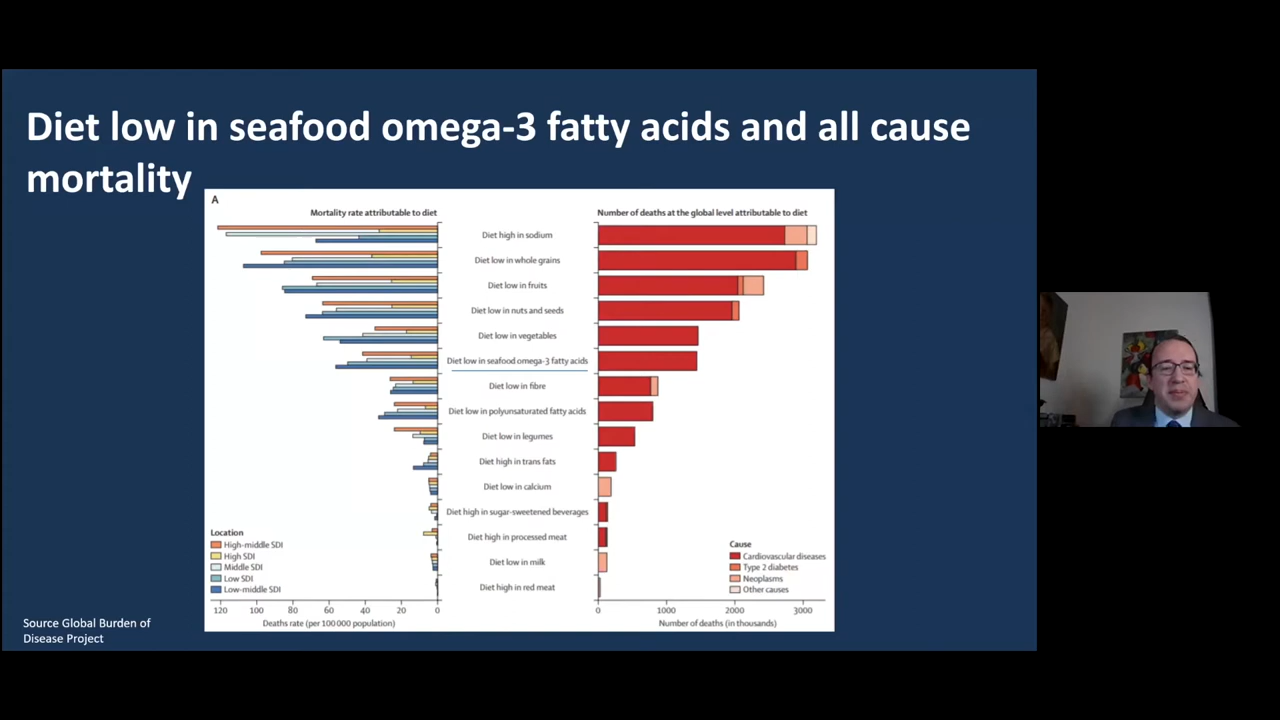 Diet low in seafood omega-3 fatty acids and all cause
mortality
A
Mortality rate attributable to diet
Number of deaths at the global level attributable to diet
Diet high in sodium
Diet low in whole grains
Diet low in fruits
Diet low in nuts and seeds
Diet low in vegetables
Diet low in seafood omega-3 fatty acids
Diet low in fibre
Diet low in polyunsaturated fatty acids
Diet low in legumes
Diet high in trans fats
Diet low in calcium
Diet high in sugar-sweetened beverages
Diet high in processed meat
Diet low in milk
Diet high in red meat
Location
High-middle SDI
High SDI
Middle SDI
Low SDI
Low-middle SDI
Cause
Cardiovascular diseases
Type 2 diabetes
Neoplasms
Other causes
120 100 80 60 40 20 0
Deaths rate (per 100 000 population)
0 1000 2000 3000
Number of deaths (in thousands)
Source Global Burden of
Disease Project